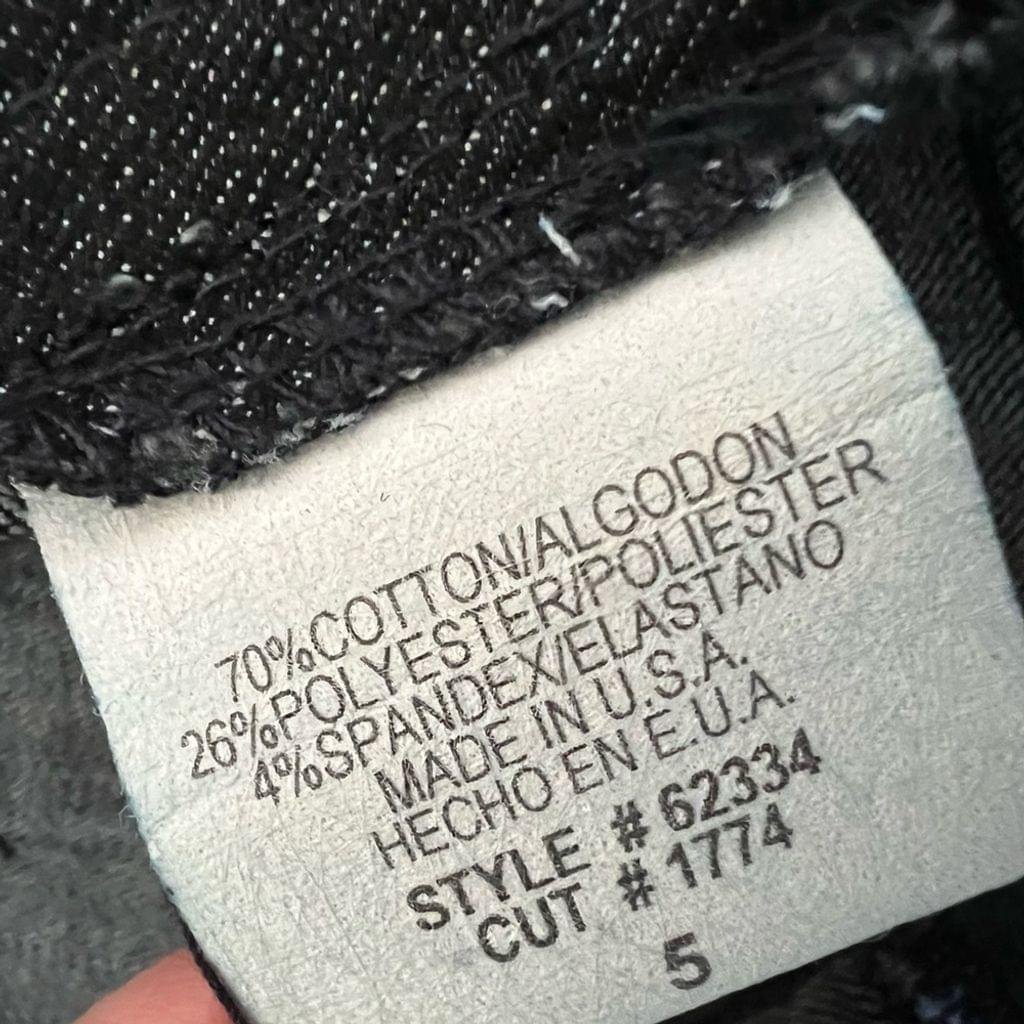 70%COTTON/ALGODON
26%POLYESTER/POLIESTER
4%SPANDEX/ELASTANO
MADE IN U.S.A.
HECHO EN E.U.A.
STYLE # 62334
CUT # 1774
5